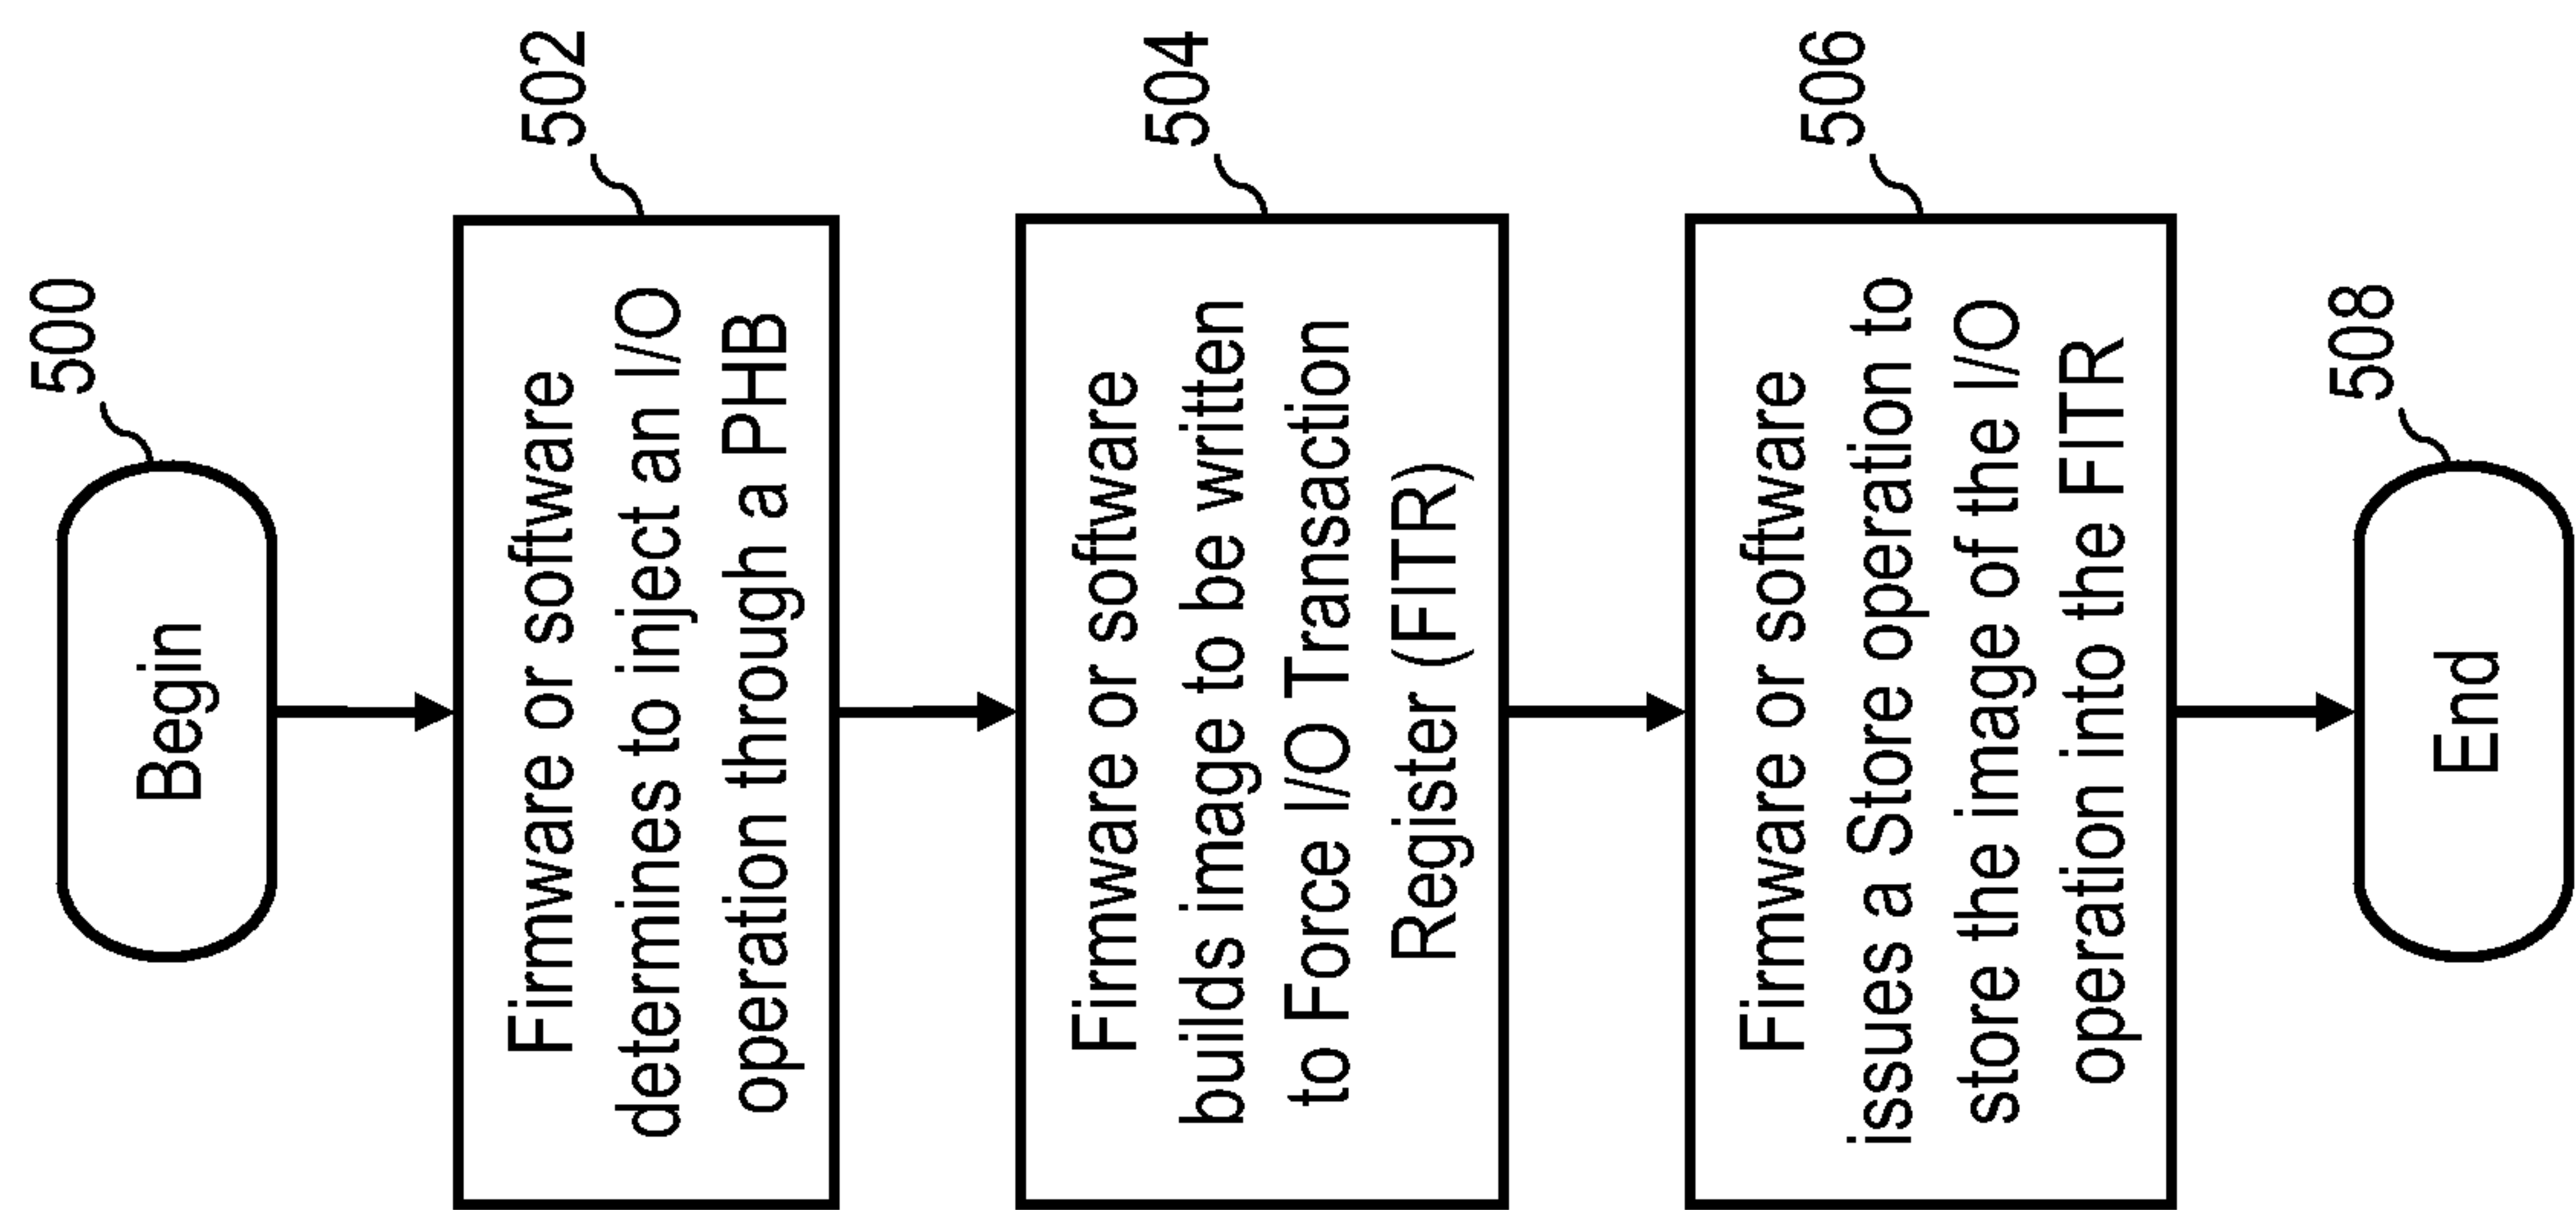 500
Begin
502
Firmware or software
determines to inject an I/O
operation through a PHB
504
Firmware or software
builds image to be written
to Force I/O Transaction
Register (FITR)
506
Firmware or software
issues a Store operation to
store the image of the I/O
operation into the FITR
508
End